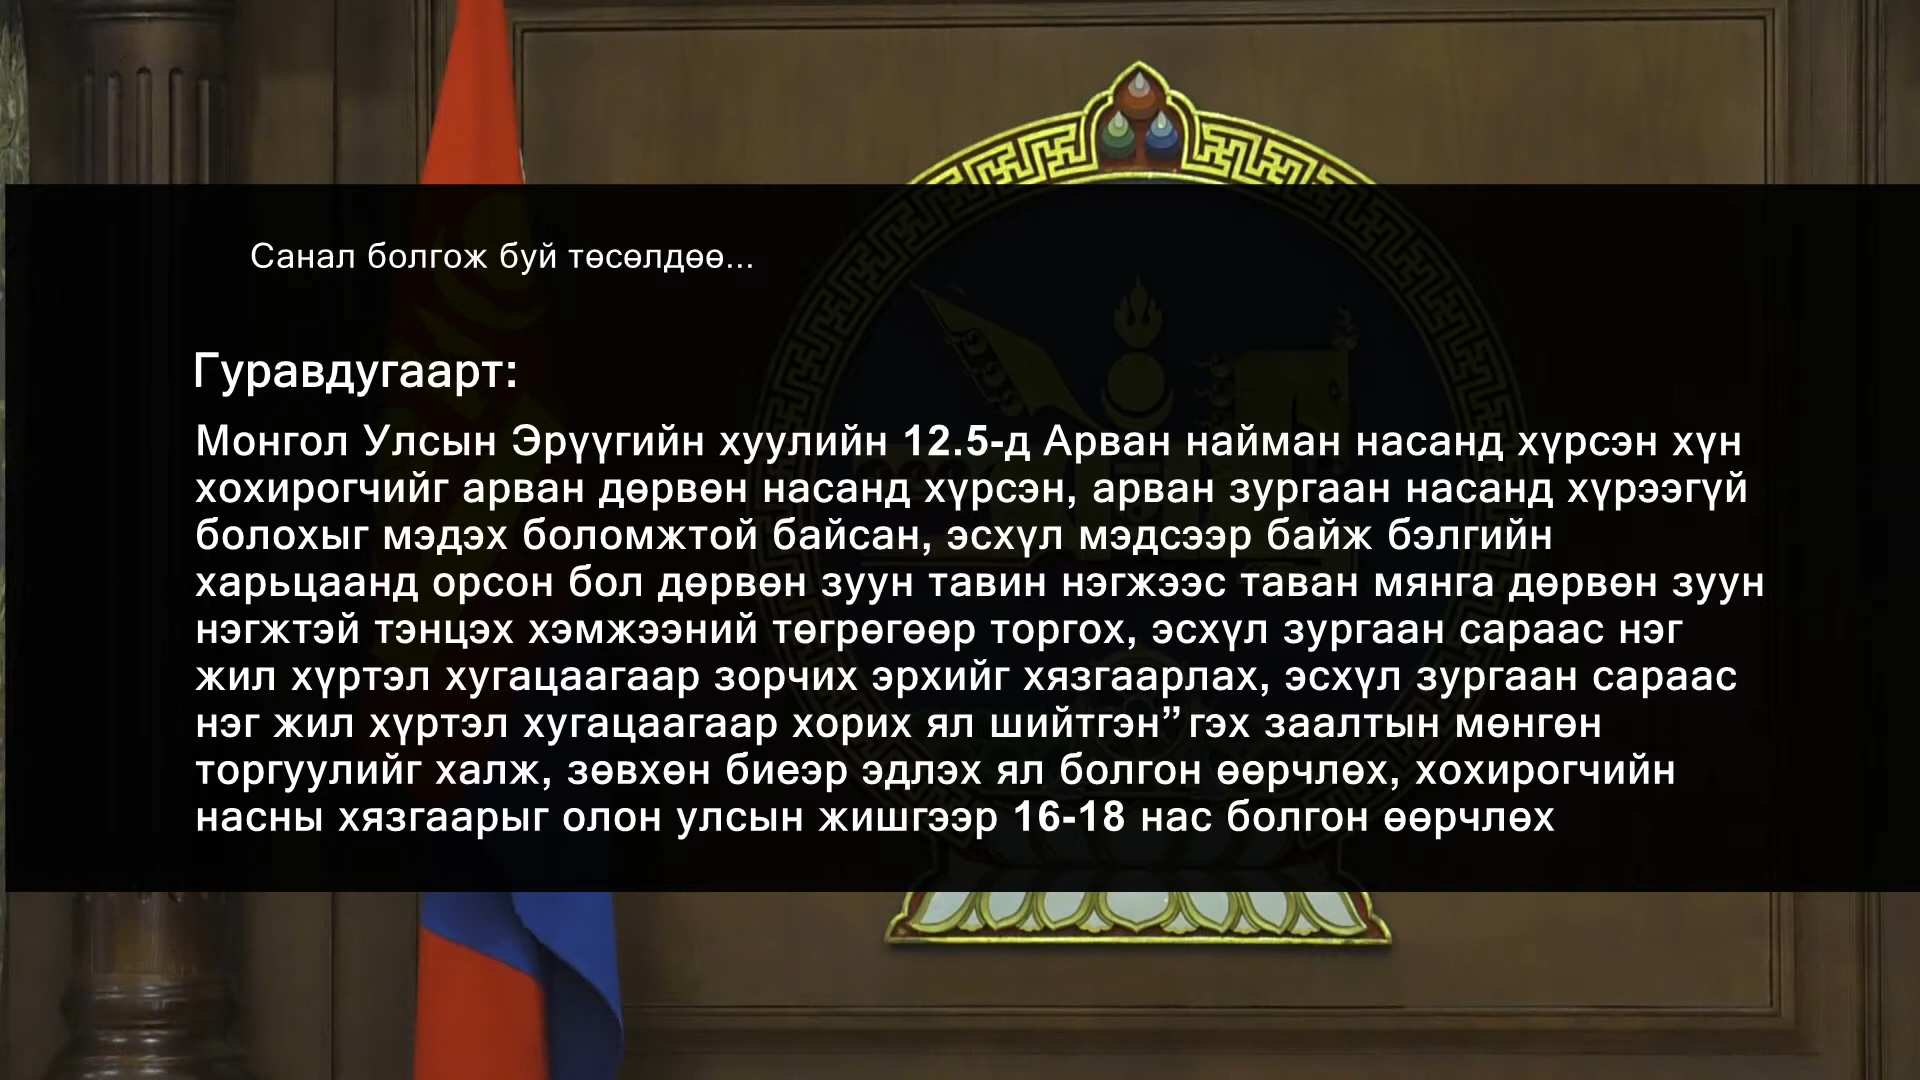 Санал болгож буй төсөлдөө...
Гуравдугаарт:
Монгол Улсын Эрүүгийн хуулийн 12.5-д Арван найман насанд хүрсэн хүн
хохирогчийг арван дөрвөн насанд хүрсэн, арван зургаан насанд хүрээгүй
болохыг мэдэх боломжтой байсан, эсхүл мэдсээр байж бэлгийн
харьцаанд орсон бол дөрвөн зуун тавин нэгжээс таван мянга дөрвөн зуун
нэгжтэй тэнцэх хэмжээний төгрөгөөр торгох, эсхүл зургаан сараас нэг
жил хүртэл хугацаагаар зорчих эрхийг хязгаарлах, эсхүл зургаан сараас
нэг жил хүртэл хугацаагаар хорих ял шийтгэн” гэх заалтын мөнгөн
торгуулийг халж, зөвхөн биеэр эдлэх ял болгон өөрчлөх, хохирогчийн
насны хязгаарыг олон улсын жишгээр 16-18 нас болгон өөрчлөх